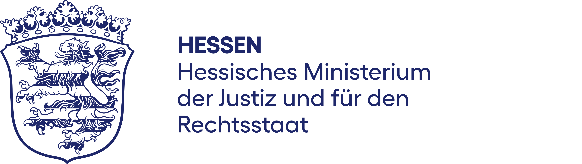 HESSEN
Hessisches Ministerium
der Justiz und für den
Rechtsstaat